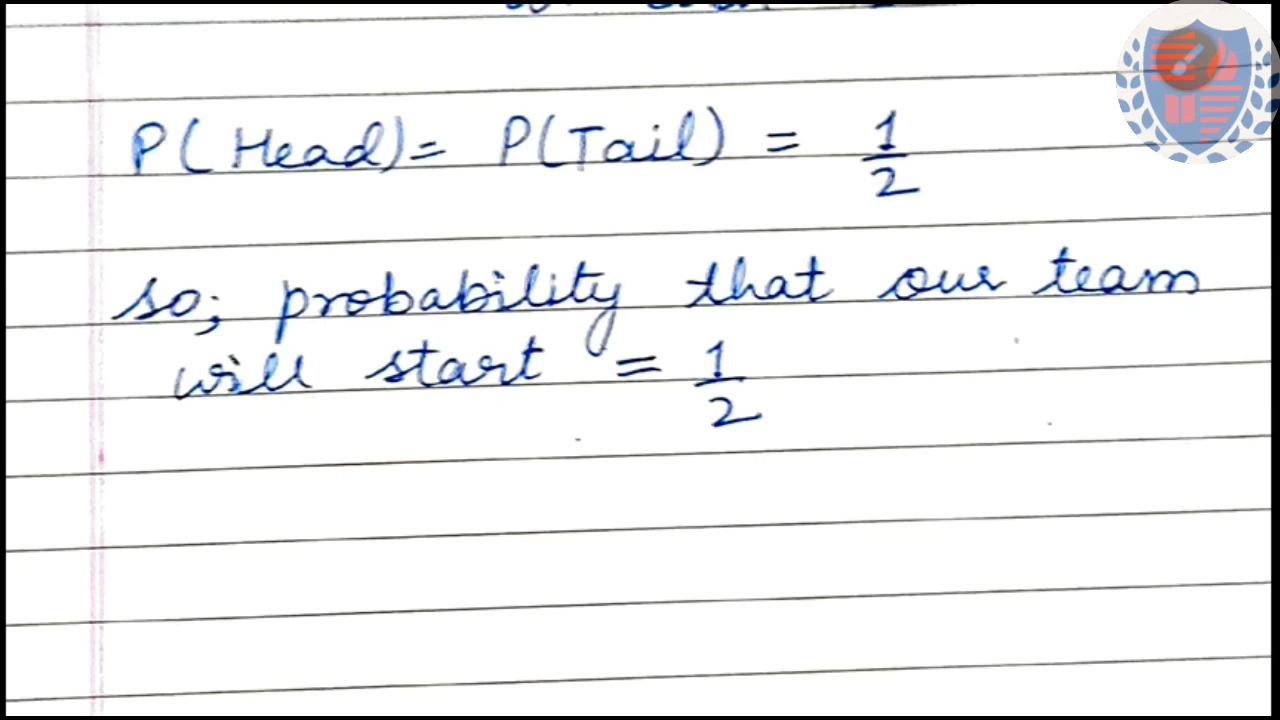 P(Head) = P(Tail) = 1/2
so; probability that our team
will start = 1/2